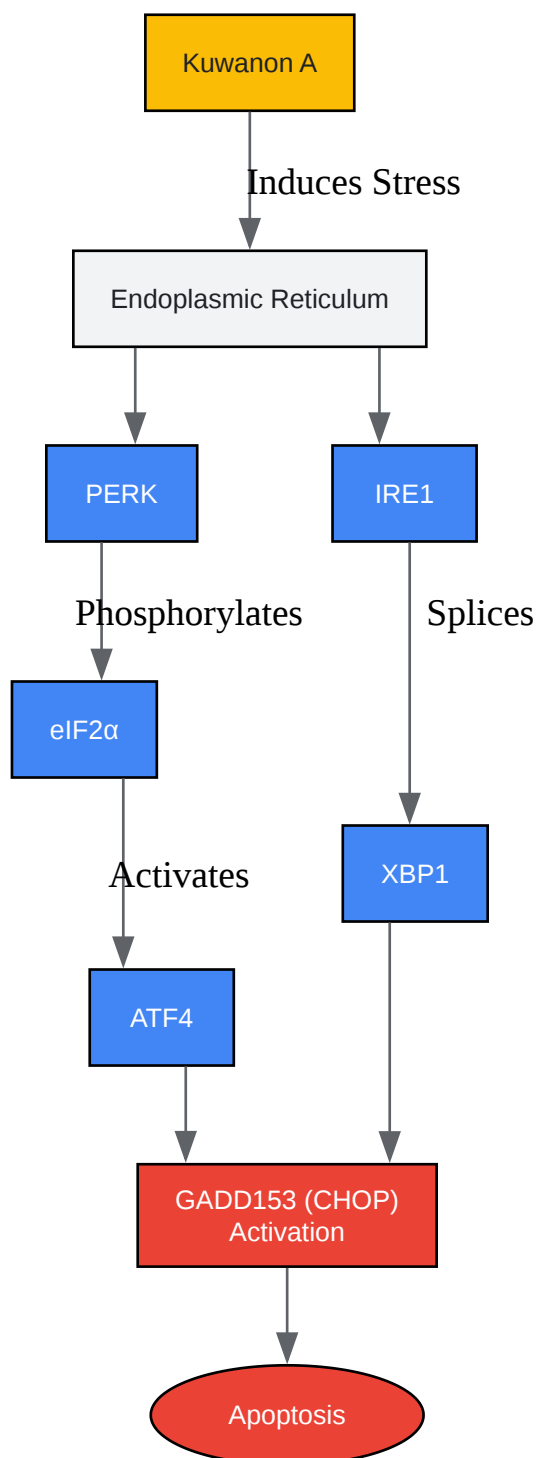 Kuwanon A
Induces Stress
Endoplasmic Reticulum
PERK
IRE1
Phosphorylates
Splices
eIF2α
XBP1
Activates
ATF4
GADD153 (CHOP)
Activation
Apoptosis